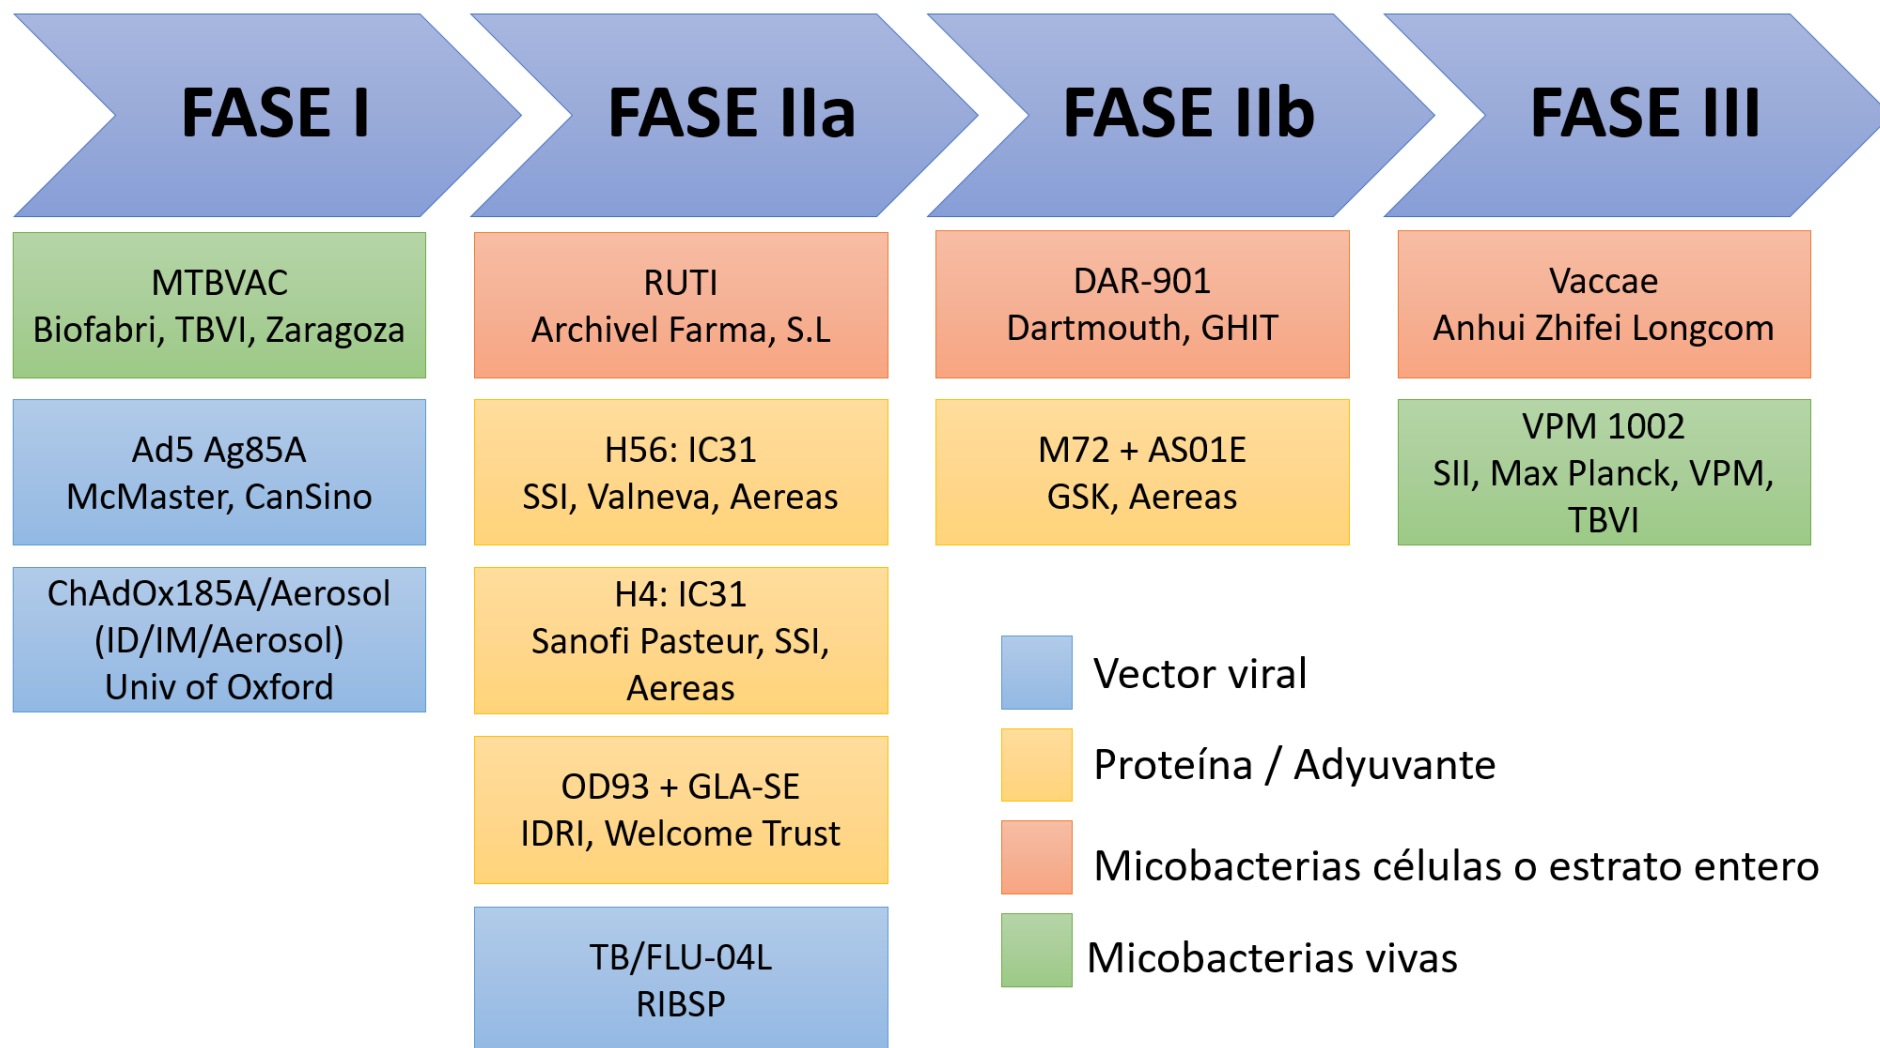 FASE I
FASE IIa
FASE IIb
FASE III
MTBVAC
Biofabri, TBVI, Zaragoza
Ad5 Ag85A
McMaster, CanSino
ChAdOx185A/Aerosol
(ID/IM/Aerosol)
Univ of Oxford
RUTI
Archivel Farma, S.L
H56: IC31
SSI, Valneva, Aereas
H4: IC31
Sanofi Pasteur, SSI,
Aereas
OD93 + GLA-SE
IDRI, Welcome Trust
TB/FLU-04L
RIBSP
DAR-901
Dartmouth, GHIT
M72 + AS01E
GSK, Aereas
Vaccae
Anhui Zhifei Longcom
VPM 1002
SII, Max Planck, VPM,
TBVI
Vector viral
Proteína / Adyuvante
Micobacterias células o estrato entero
Micobacterias vivas